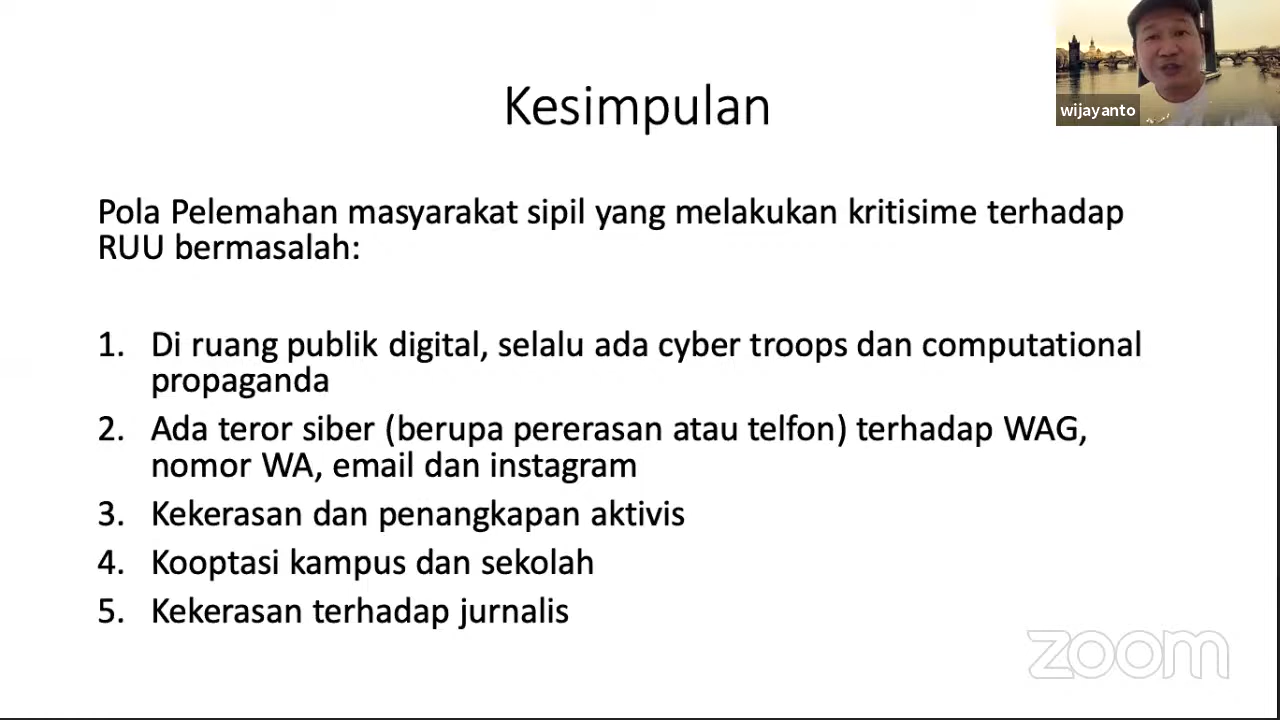 Kesimpulan
wijayanto
Pola Pelemahan masyarakat sipil yang melakukan kritisime terhadap
RUU bermasalah:
1. Di ruang publik digital, selalu ada cyber troops dan computational
propaganda
2. Ada teror siber (berupa pererasan atau telfon) terhadap WAG,
nomor WA, email dan instagram
3. Kekerasan dan penangkapan aktivis
4. Kooptasi kampus dan sekolah
5. Kekerasan terhadap jurnalis
zoom